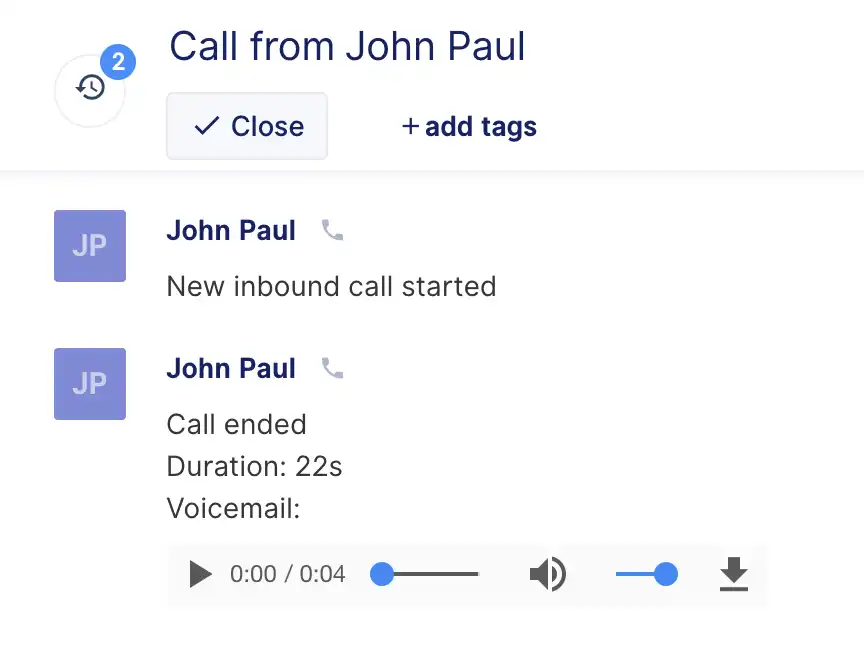 2
Call from John Paul
Close
+ add tags
JP
John Paul
New inbound call started
JP
John Paul
Call ended
Duration: 22s
Voicemail:
0:00 / 0:04